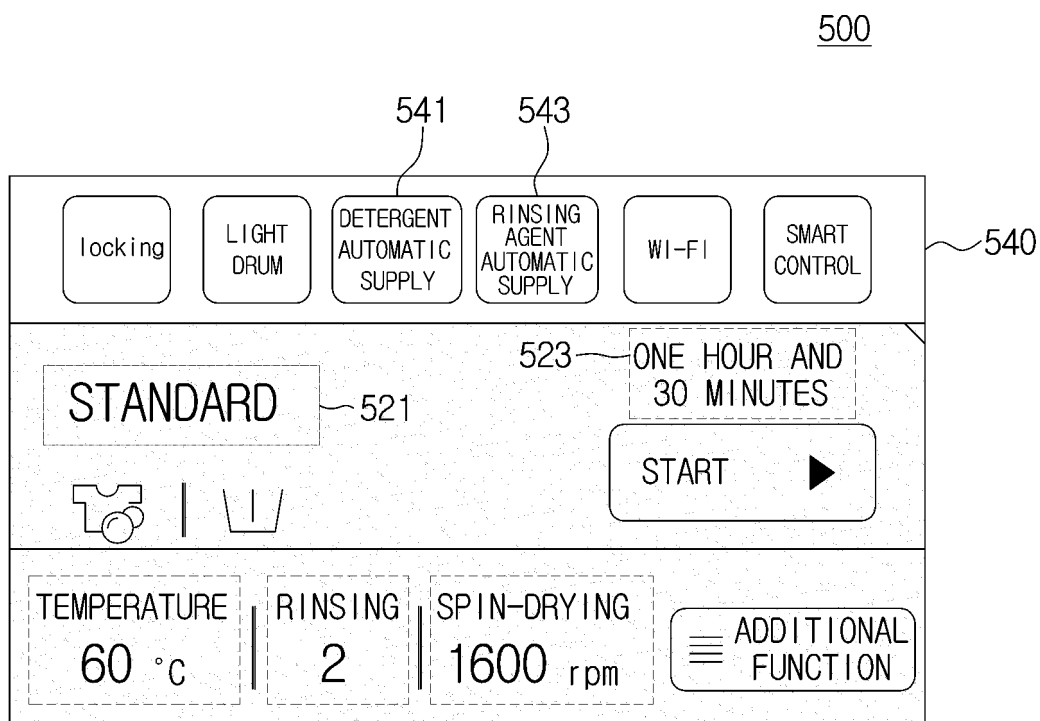 500
541
543
locking
LIGHT
DRUM
DETERGENT
AUTOMATIC
SUPPLY
RINSING
AGENT
AUTOMATIC
SUPPLY
WI-FI
SMART
CONTROL
540
523
ONE HOUR AND
30 MINUTES
STANDARD
521
START
TEMPERATURE
60 °C
RINSING
2
SPIN-DRYING
1600 rpm
ADDITIONAL
FUNCTION